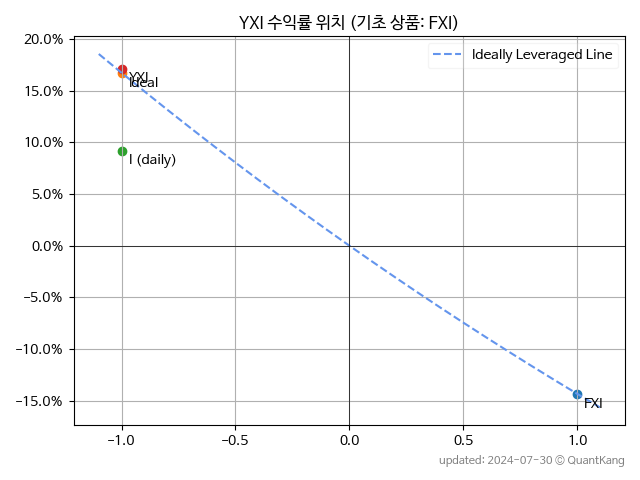 YXI 수익률 위치 (기초 상품: FXI)
Ideally Leveraged Line
20.0%
15.0%
10.0%
5.0%
0.0%
−5.0%
−10.0%
−15.0%
YXI
Ideal
I (daily)
FXI
−1.0
−0.5
0.0
0.5
1.0
updated: 2024-07-30 © QuantKang